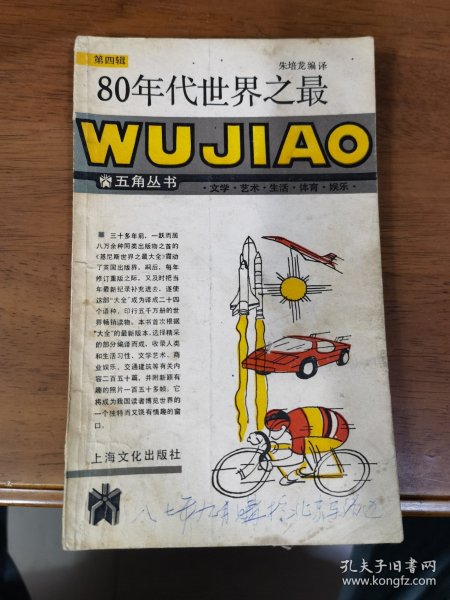 第四辑
朱培龙编译
80年代世界之最
WUJIAO
五角丛书
·文学·艺术·生活·体育·娱乐·
■ 三十多年前，一跃而居
八万余种同类出版物之首的
《基尼斯世界之最大全》轰动
了英国出版界，嗣后，每年
修订重版之际，又及时把当
年最新纪录补充进去，遂使
这部“大全”成为译成二十四
个语种，印行五千万册的世
界畅销读物。本书首次根据
“大全”的最新版本，选择精采
的部分编译而成，收录人类
和生活习性、文学艺术、商
业娱乐、交通建筑等有关内
容二百五十篇，并附新颖有
趣的照片一百五十多帧。它
将成为我国读者博览世界的
一个独特而又饶有情趣的窗
口。
上海文化出版社
八七年九月购于北京
孔夫子旧书网
www.kongfz.com